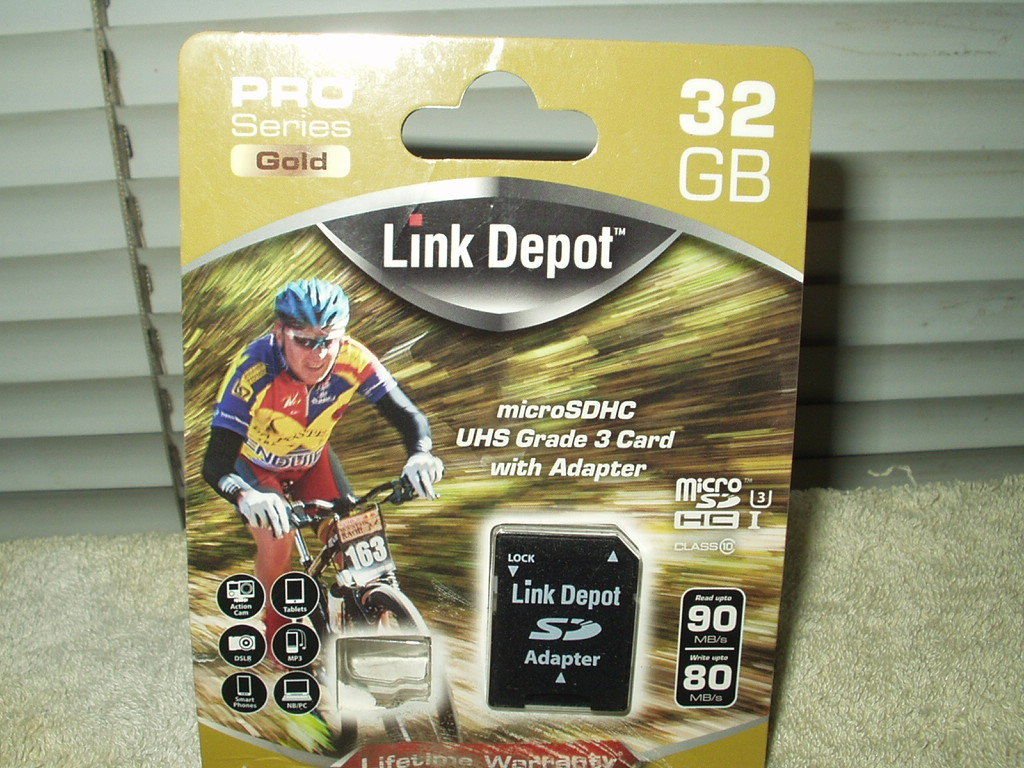 PRO
Series
Gold
32
GB
Link Depot™
microSDHC
UHS Grade 3 Card
with Adapter
micro
SD™
HC I
3
CLASS 10
163
LOCK
Link Depot
SD
Adapter
Action
Cam
Tablets
DSLR
MP3
Smart
Phones
NB/PC
Read upto
90
MB/s
Write upto
80
MB/s
Lifetime Warranty